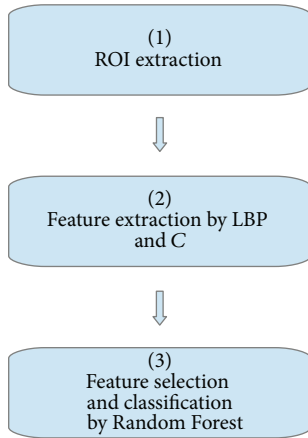 (1)
ROI extraction
(2)
Feature extraction by LBP
and C
(3)
Feature selection
and classification
by Random Forest